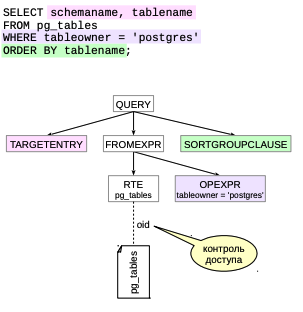 SELECT schemaname, tablename
FROM pg_tables
WHERE tableowner = 'postgres'
ORDER BY tablename;
QUERY
TARGETENTRY
FROMEXPR
SORTGROUPCLAUSE
RTE
pg_tables
OPEXPR
tableowner = 'postgres'
oid
контроль
доступа
pg_tables